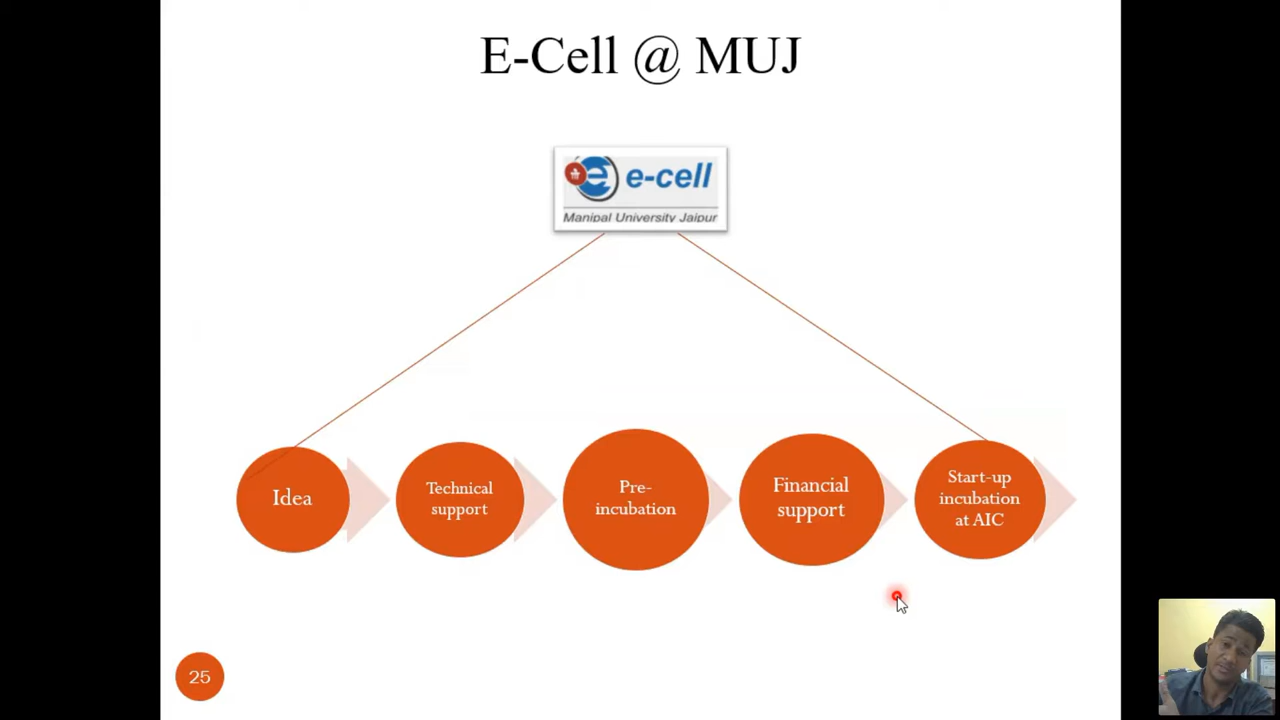 E-Cell @ MUJ
e e-cell
Manipal University Jaipur
Idea
Technical
support
Pre-
incubation
Financial
support
Start-up
incubation
at AIC
25